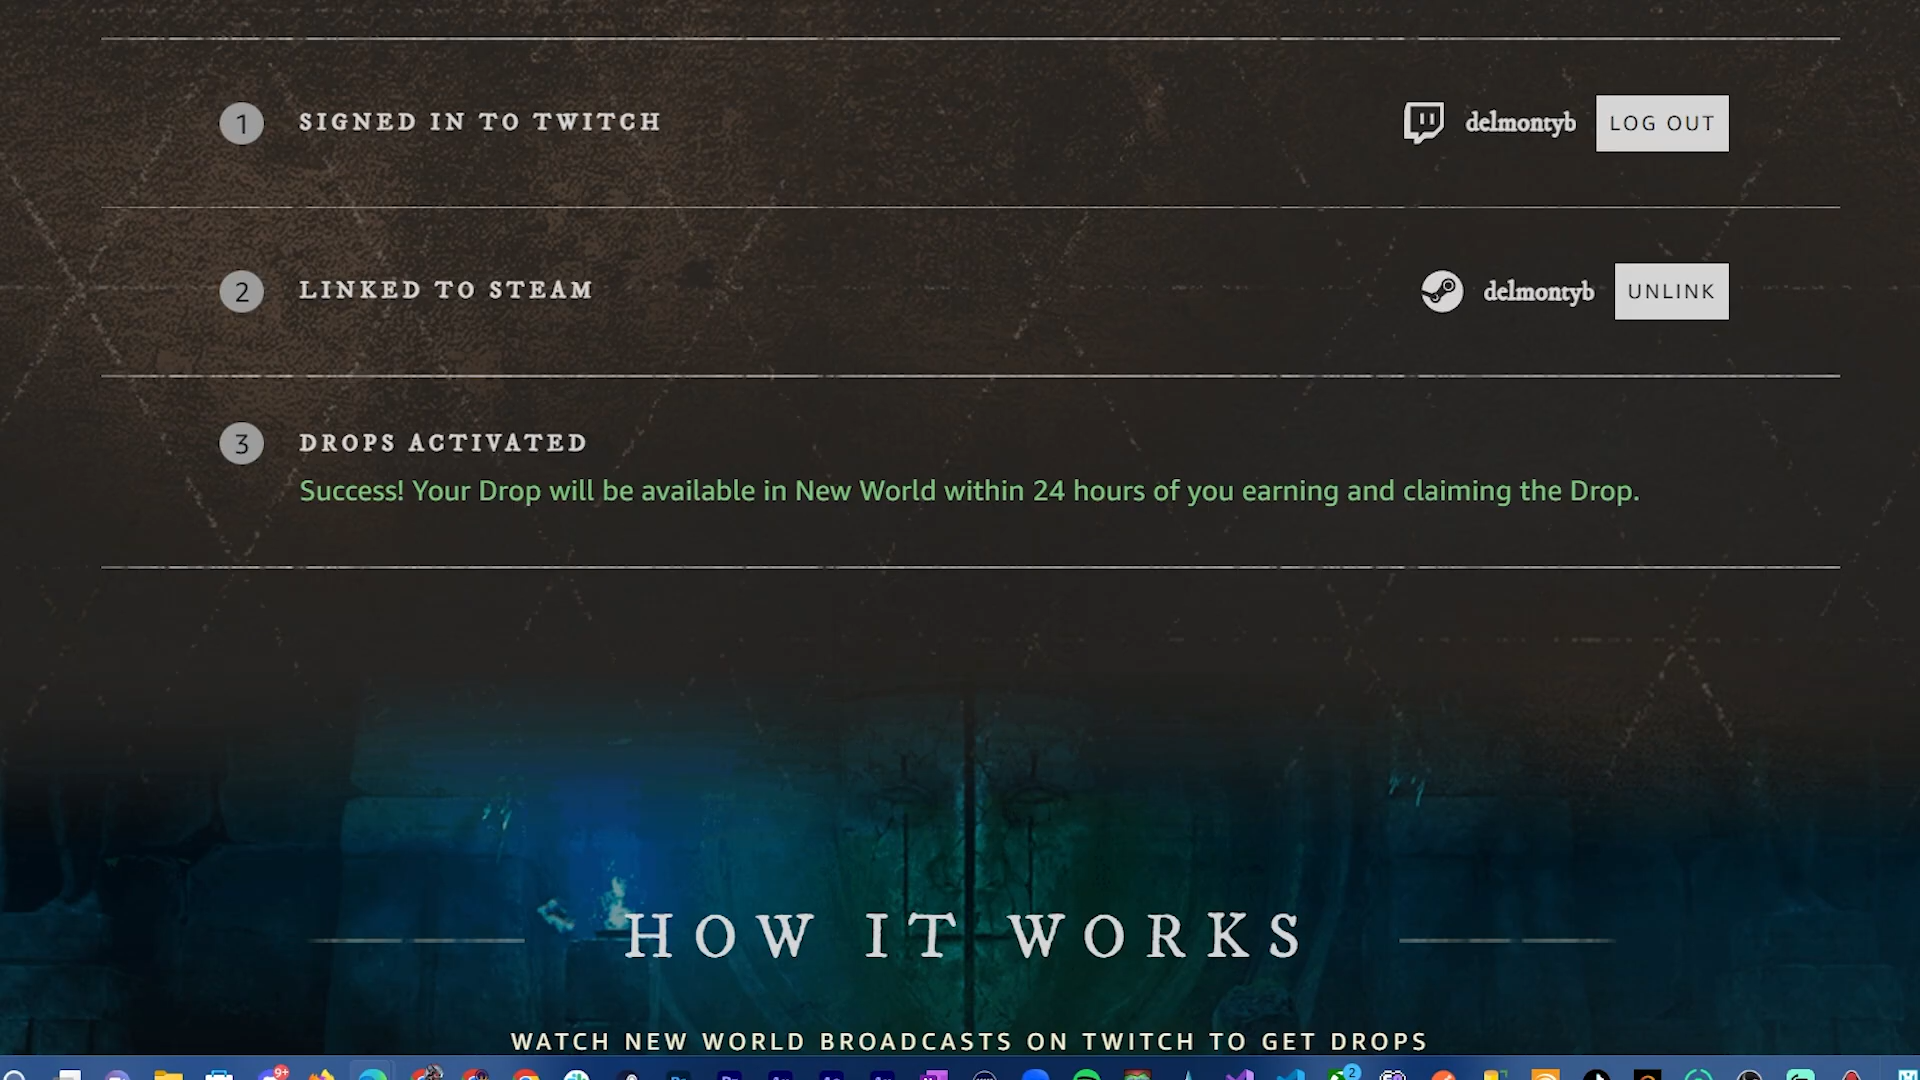 1 SIGNED IN TO TWITCH delmontyb LOG OUT
2 LINKED TO STEAM delmontyb UNLINK
3 DROPS ACTIVATED
Success! Your Drop will be available in New World within 24 hours of you earning and claiming the Drop.
HOW IT WORKS
WATCH NEW WORLD BROADCASTS ON TWITCH TO GET DROPS
9+ 2